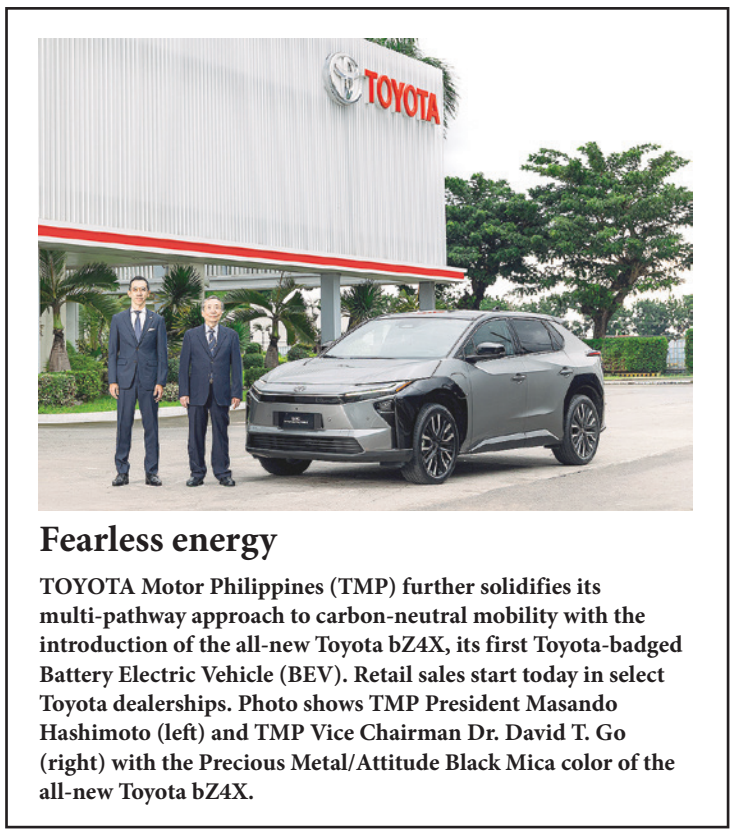 TOYOTA
Fearless energy
TOYOTA Motor Philippines (TMP) further solidifies its
multi-pathway approach to carbon-neutral mobility with the
introduction of the all-new Toyota bZ4X, its first Toyota-badged
Battery Electric Vehicle (BEV). Retail sales start today in select
Toyota dealerships. Photo shows TMP President Masando
Hashimoto (left) and TMP Vice Chairman Dr. David T. Go
(right) with the Precious Metal/Attitude Black Mica color of the
all-new Toyota bZ4X.